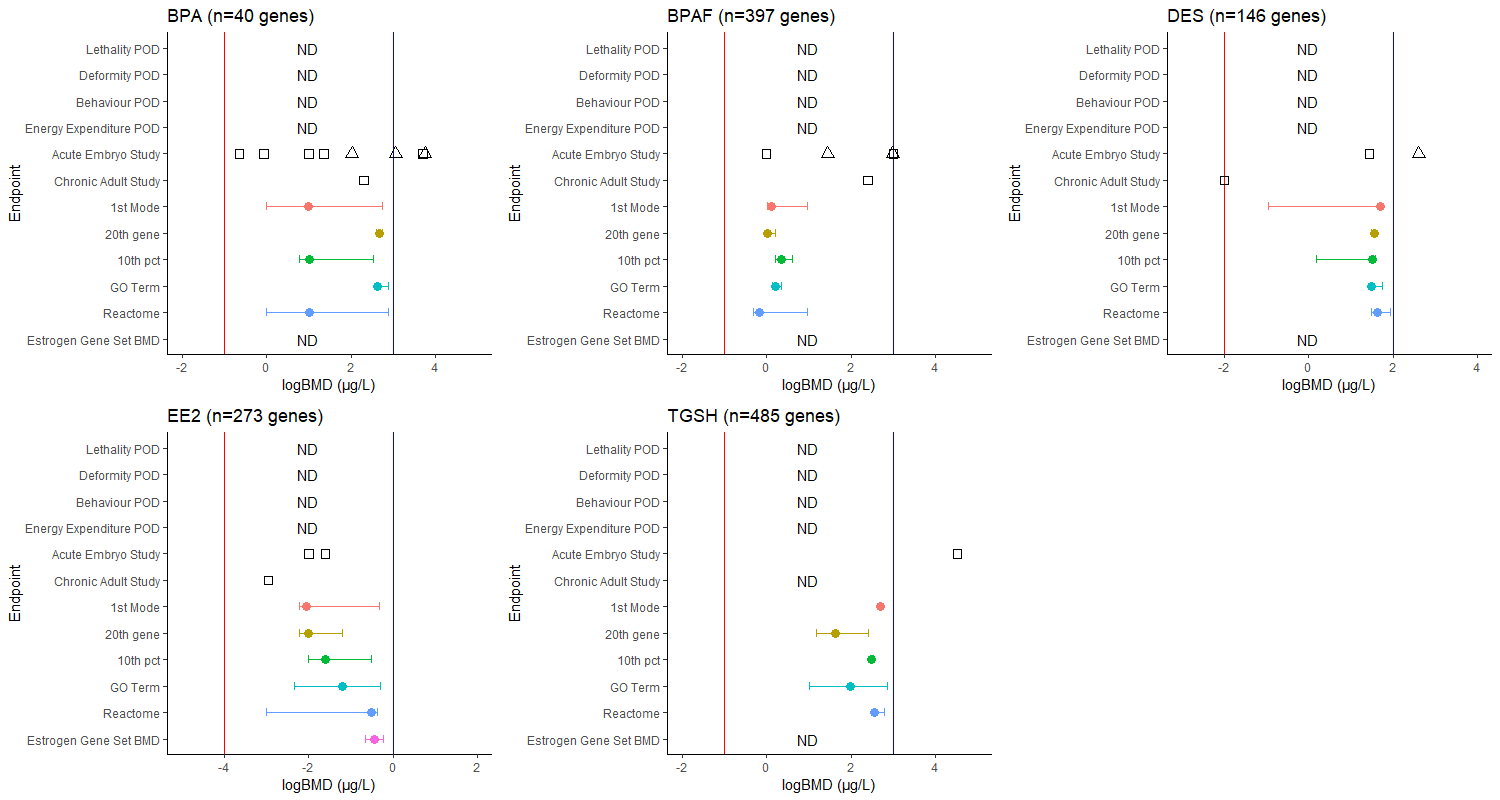 BPA (n=40 genes)
Lethality POD
ND
Deformity POD
ND
Behaviour POD
ND
Energy Expenditure POD
ND
Acute Embryo Study
Chronic Adult Study
1st Mode
20th gene
10th pct
GO Term
Reactome
Estrogen Gene Set BMD
ND
Endpoint
-2 0 2 4
logBMD (µg/L)
BPAF (n=397 genes)
Lethality POD
ND
Deformity POD
ND
Behaviour POD
ND
Energy Expenditure POD
ND
Acute Embryo Study
Chronic Adult Study
1st Mode
20th gene
10th pct
GO Term
Reactome
Estrogen Gene Set BMD
ND
Endpoint
-2 0 2 4
logBMD (µg/L)
DES (n=146 genes)
Lethality POD
ND
Deformity POD
ND
Behaviour POD
ND
Energy Expenditure POD
ND
Acute Embryo Study
Chronic Adult Study
1st Mode
20th gene
10th pct
GO Term
Reactome
Estrogen Gene Set BMD
ND
Endpoint
-2 0 2 4
logBMD (µg/L)
EE2 (n=273 genes)
Lethality POD
ND
Deformity POD
ND
Behaviour POD
ND
Energy Expenditure POD
ND
Acute Embryo Study
Chronic Adult Study
1st Mode
20th gene
10th pct
GO Term
Reactome
Estrogen Gene Set BMD
Endpoint
-4 -2 0 2
logBMD (µg/L)
TGSH (n=485 genes)
Lethality POD
ND
Deformity POD
ND
Behaviour POD
ND
Energy Expenditure POD
ND
Acute Embryo Study
Chronic Adult Study
ND
1st Mode
20th gene
10th pct
GO Term
Reactome
Estrogen Gene Set BMD
ND
Endpoint
-2 0 2 4
logBMD (µg/L)